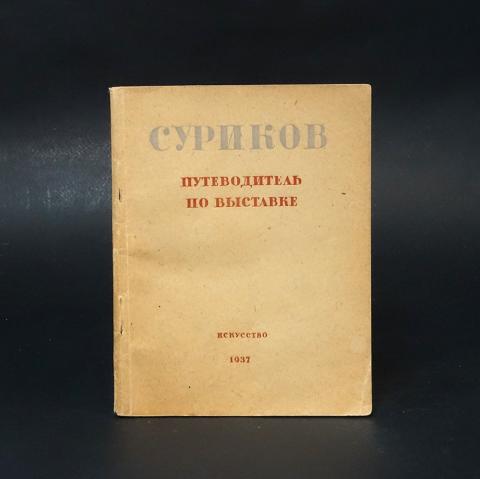 СУРИКОВ
ПУТЕВОДИТЕЛЬ
ПО ВЫСТАВКЕ
ИСКУССТВО
1937